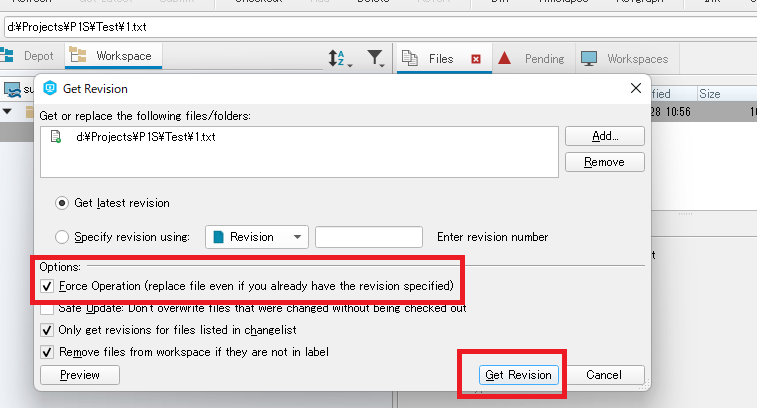 d:¥Projects¥P1S¥Test¥1.txt
Depot Workspace Files Pending Workspaces
Get Revision
Size
Get or replace the following files/folders:
28 10:56
d:¥Projects¥P1S¥Test¥1.txt
Add...
Remove
Get latest revision
Specify revision using: Revision Enter revision number
Options:
Force Operation (replace file even if you already have the revision specified)
Safe Update: Don't overwrite files that were changed without being checked out
Only get revisions for files listed in changelist
Remove files from workspace if they are not in label
Preview Get Revision Cancel